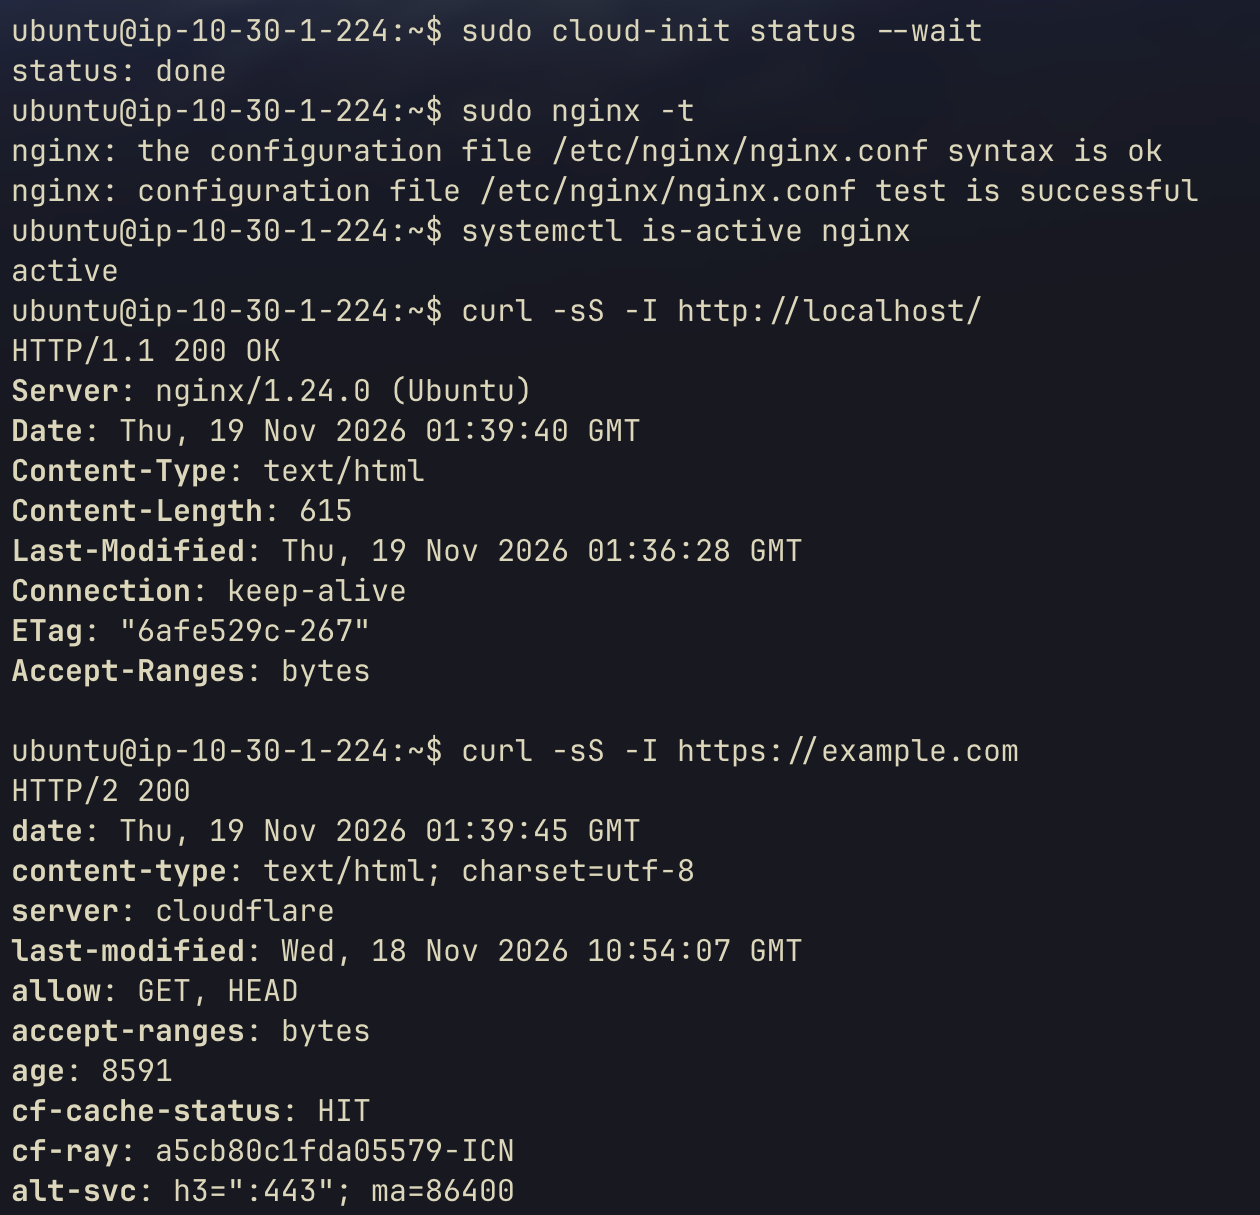 ubuntu@ip-10-30-1-224:~$ sudo cloud-init status --wait
status: done
ubuntu@ip-10-30-1-224:~$ sudo nginx -t
nginx: the configuration file /etc/nginx/nginx.conf syntax is ok
nginx: configuration file /etc/nginx/nginx.conf test is successful
ubuntu@ip-10-30-1-224:~$ systemctl is-active nginx
active
ubuntu@ip-10-30-1-224:~$ curl -sS -I http://localhost/
HTTP/1.1 200 OK
Server: nginx/1.24.0 (Ubuntu)
Date: Thu, 19 Nov 2026 01:39:40 GMT
Content-Type: text/html
Content-Length: 615
Last-Modified: Thu, 19 Nov 2026 01:36:28 GMT
Connection: keep-alive
ETag: "6afe529c-267"
Accept-Ranges: bytes

ubuntu@ip-10-30-1-224:~$ curl -sS -I https://example.com
HTTP/2 200
date: Thu, 19 Nov 2026 01:39:45 GMT
content-type: text/html; charset=utf-8
server: cloudflare
last-modified: Wed, 18 Nov 2026 10:54:07 GMT
allow: GET, HEAD
accept-ranges: bytes
age: 8591
cf-cache-status: HIT
cf-ray: a5cb80c1fda05579-ICN
alt-svc: h3=":443"; ma=86400